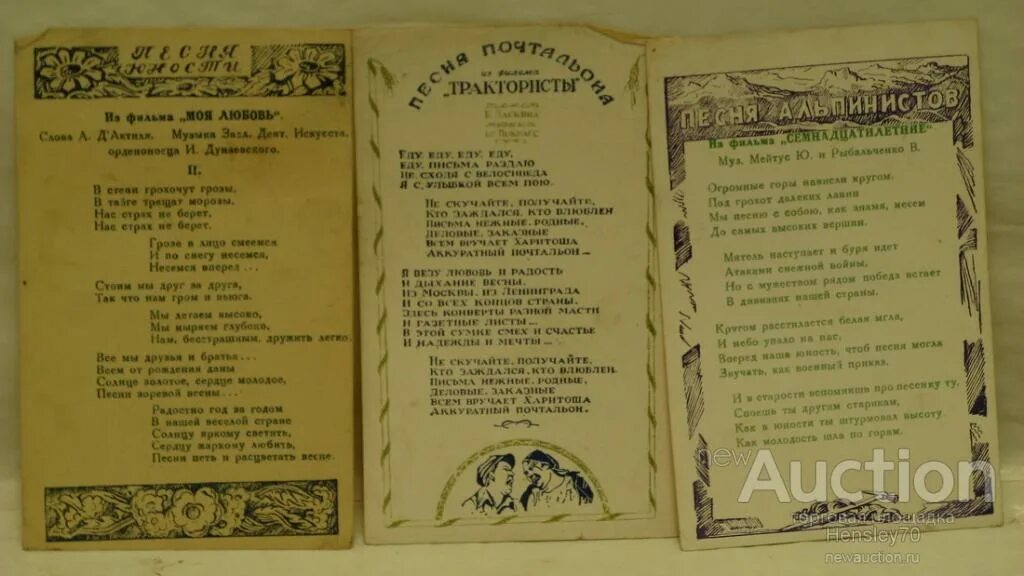 ПЕСНЯ
ЮНОСТИ
Из фильма „МОЯ ЛЮБОВЬ“.
Слова А. Д'Актиля. Музыка Засл. Деят. Искусств.
орденоносца И. Дунаевского.
II.
В степи грохочут грозы,
В тайге трещат морозы,
Нас страх не берет,
Нас страх не берет.
Грозе в лицо смеемся
И по снегу несемся,
Несемся вперед...
Стоим мы друг за друга,
Так что нам гром и вьюга.
Мы летаем высоко,
Мы ныряем глубоко,
Нам, бесстрашным, дружить легко.
Все мы друзья и братья...
Всем от рождения даны
Солнце золотое, сердце молодое,
Песни зоревой весны...
Радостно год за годом
В нашей веселой стране
Солнцу яркому светить,
Сердцу жаркому любить,
Песни петь и расцветать весне.
ПЕСНЯ ПОЧТАЛЬОНА
из фильма
„ТРАКТОРИСТЫ“
Еду, еду, еду, еду,
Еду, письма раздаю
Не сходя с велосипеда
Я с улыбкой всем пою.
Не скучайте, получайте,
Кто заждался, кто влюблен
Письма нежные, родные,
Деловые, заказные
Всем вручает Харитоша
Аккуратный почтальон...
Я везу любовь и радость
И дыхание весны.
Из Москвы, из Ленинграда
И со всех концов страны.
Здесь конверты разной масти
И газетные листы...
В этой сумке смех и счастье
И надежды и мечты...
Не скучайте, получайте,
Кто заждался, кто влюблен.
Письма нежные, родные,
Деловые, заказные
Всем вручает Харитоша
Аккуратный почтальон.
ПЕСНЯ АЛЬПИНИСТОВ
Из фильма „СЕМНАДЦАТИЛЕТНИЕ“
Муз. Мейтус Ю. и Рыбальченко В.
Огромные горы нависли кругом.
Под грохот далеких лавин
Мы песню с собою, как знамя, несем
До самых высоких вершин.
Мятель наступает и буря идет
Атаками снежной войны,
Но с мужеством рядом победа встает
В давинах нашей страны.
Кругом расстилается белая мгла,
И небо упало на нас,
Вперед наша юность, чтоб песня могла
Звучать, как военный приказ.
И в старости вспомнишь про песенку ту,
Споешь ты другим старикам,
Как в юности ты штурмовал высоту
Как молодость шла по горам.
newAuction
торговая площадка
Hensley70
newauction.ru